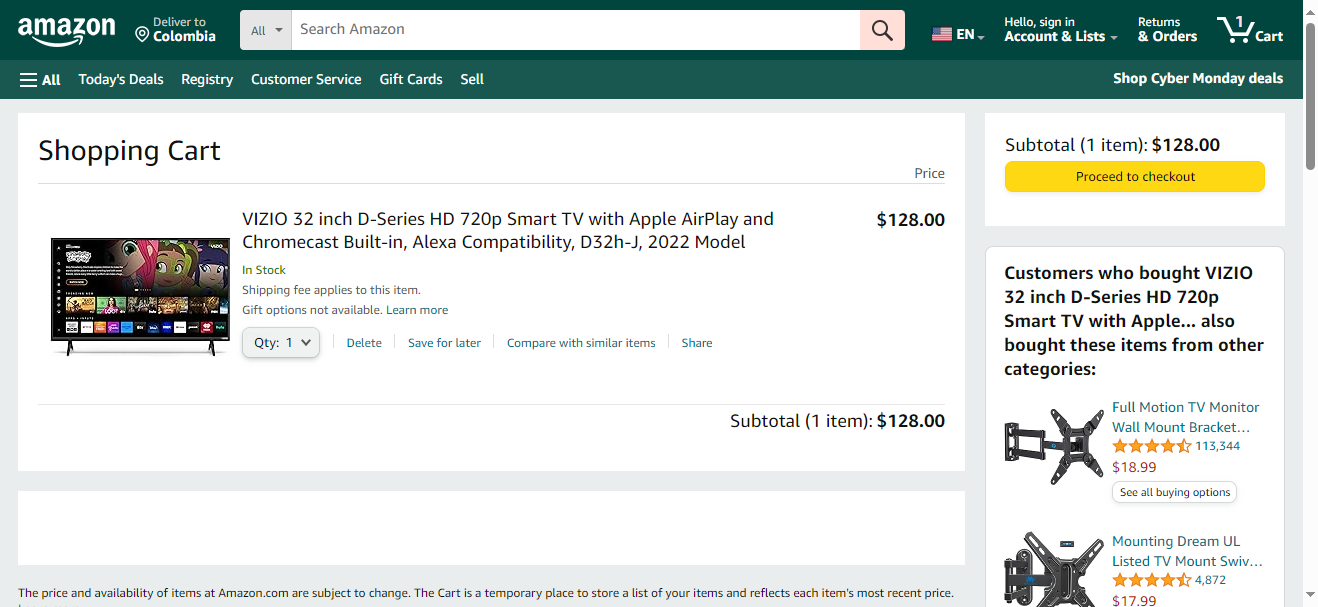 amazon
Deliver to
Colombia
All
Search Amazon
EN
Hello, sign in
Account & Lists
Returns
& Orders
1
Cart
All
Today's Deals
Registry
Customer Service
Gift Cards
Sell
Shop Cyber Monday deals
Shopping Cart
Price
VIZIO 32 inch D-Series HD 720p Smart TV with Apple AirPlay and
Chromecast Built-in, Alexa Compatibility, D32h-J, 2022 Model
$128.00
In Stock
Shipping fee applies to this item.
Gift options not available. Learn more
Qty: 1
Delete
Save for later
Compare with similar items
Share
Subtotal (1 item): $128.00
The price and availability of items at Amazon.com are subject to change. The Cart is a temporary place to store a list of your items and reflects each item's most recent price.
Subtotal (1 item): $128.00
Proceed to checkout
Customers who bought VIZIO
32 inch D-Series HD 720p
Smart TV with Apple... also
bought these items from other
categories:
Full Motion TV Monitor
Wall Mount Bracket...
113,344
$18.99
See all buying options
Mounting Dream UL
Listed TV Mount Swiv...
4,872
$17.99